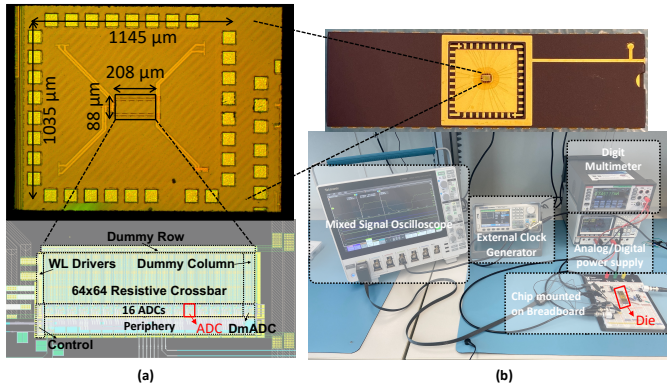 1145 µm
208 µm
88 µm
1035 µm
Dummy Row
WL Drivers
Dummy Column
64x64 Resistive Crossbar
16 ADCs
Periphery
ADC
DmADC
Control
(a)
Mixed Signal Oscilloscope
External Clock
Generator
Digit
Multimeter
Analog/Digital
power supply
Chip mounted
on Breadboard
Die
(b)